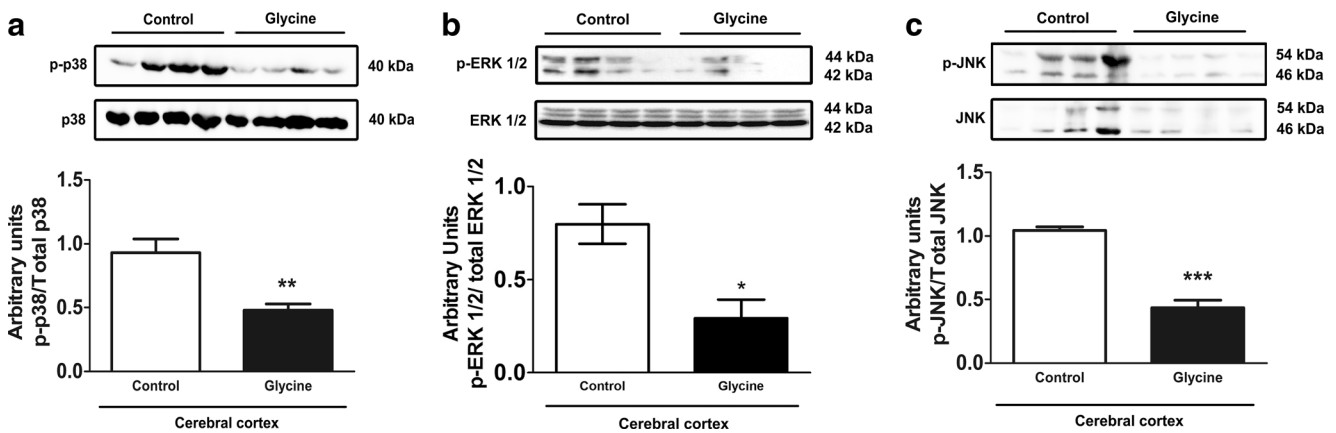 a
Control Glycine
p-p38
40 kDa
p38
40 kDa
Arbitrary units
p-p38/Total p38
1.5
1.0
0.5
0.0
**
Control Glycine
Cerebral cortex
b
Control Glycine
p-ERK 1/2
44 kDa
42 kDa
ERK 1/2
44 kDa
42 kDa
Arbitrary Units
p-ERK 1/2/ total ERK 1/2
1.0
0.5
0.0
*
Control Glycine
Cerebral cortex
c
Control Glycine
p-JNK
54 kDa
46 kDa
JNK
54 kDa
46 kDa
Arbitrary units
p-JNK/Total JNK
1.5
1.0
0.5
0.0
***
Control Glycine
Cerebral cortex